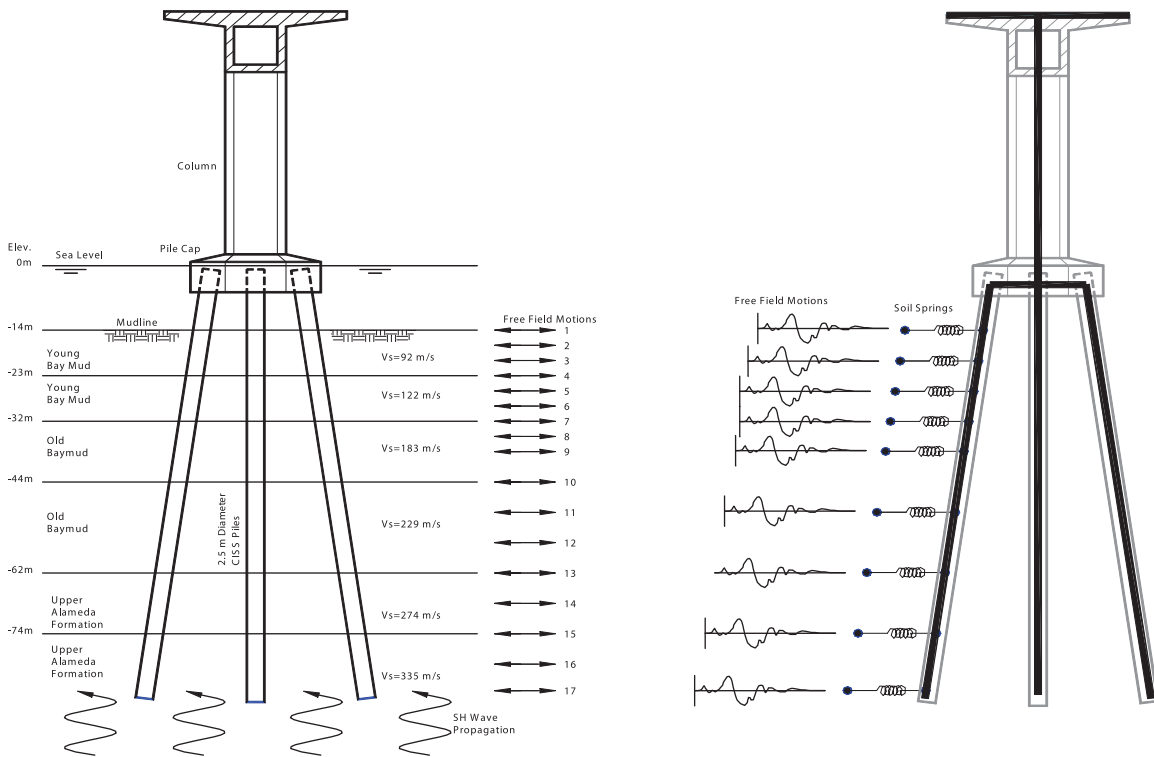 Column
Elev.
0m
Sea Level
Pile Cap
Free Field Motions
Soil Springs
-14m
Mudline
Free Field Motions
1
2
Young
Bay Mud
Vs=92 m/s
3
-23m
4
Young
Bay Mud
Vs=122 m/s
5
6
-32m
7
8
Old
Baymud
Vs=183 m/s
9
-44m
10
2.5 m Diameter
CISS Piles
11
Old
Baymud
Vs=229 m/s
12
-62m
13
Upper
Alameda
Formation
14
Vs=274 m/s
-74m
15
Upper
Alameda
Formation
16
Vs=335 m/s
17
SH Wave
Propagation